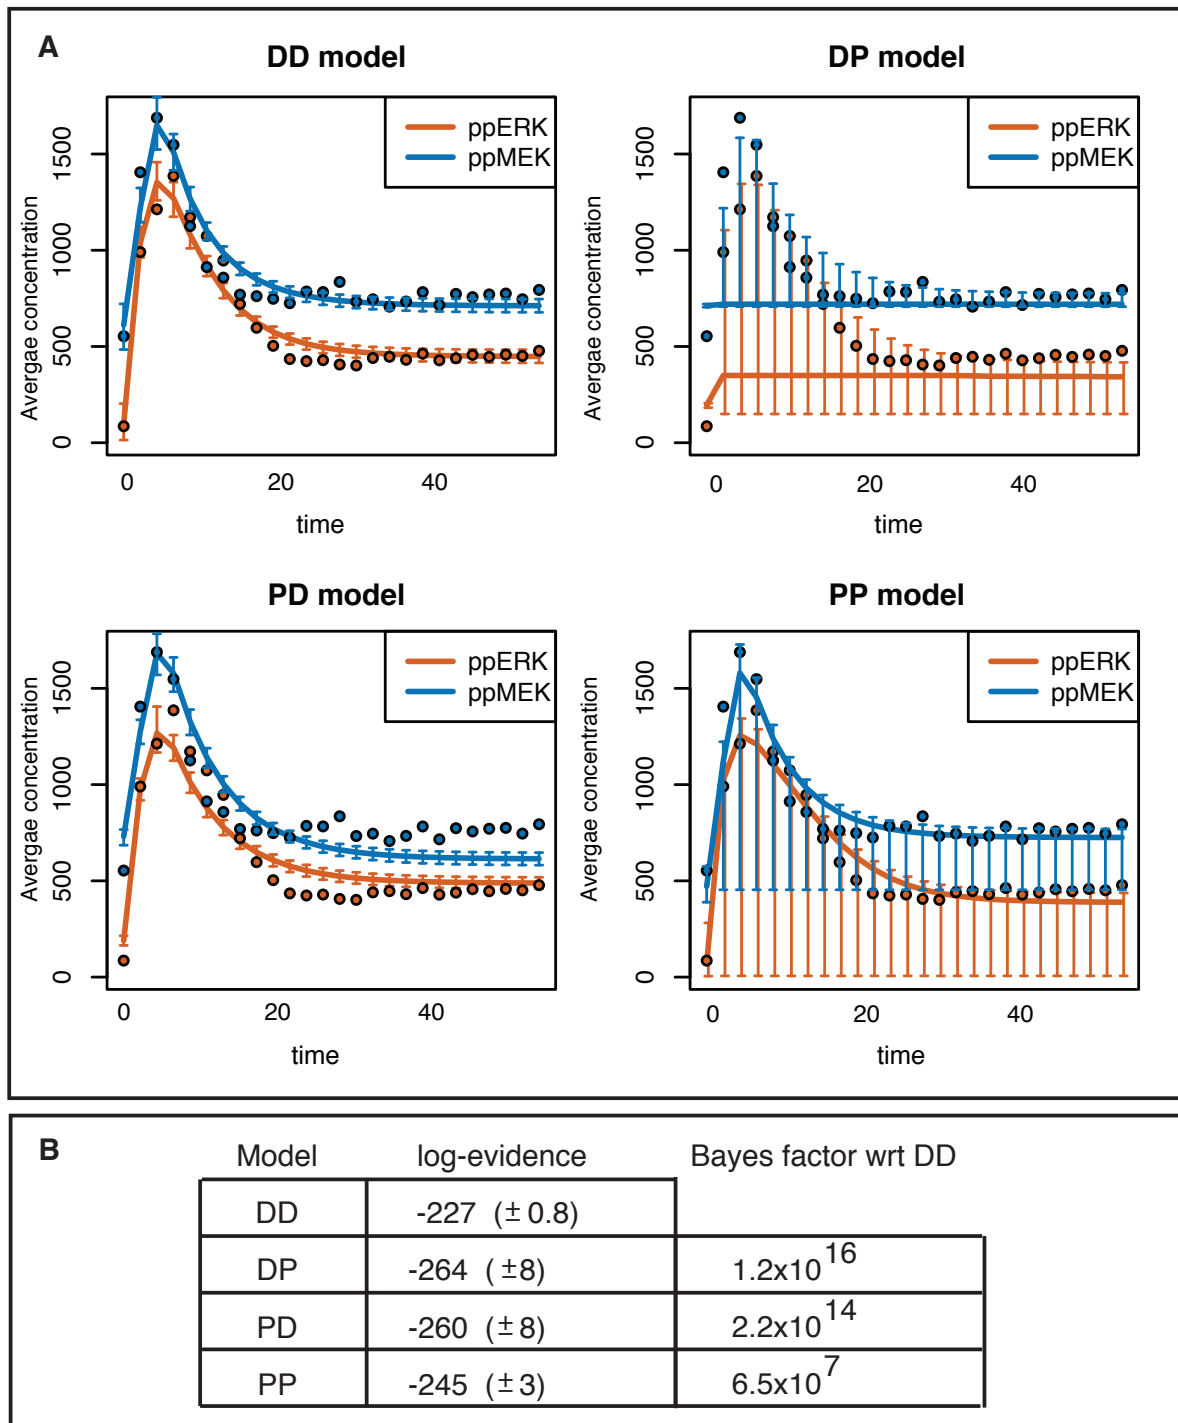 A
DD model
ppERK
ppMEK
Avergae concentration
0
500
1000
1500
0 20 40
time
DP model
ppERK
ppMEK
Avergae concentration
0
500
1000
1500
0 20 40
time
PD model
ppERK
ppMEK
Avergae concentration
0
500
1000
1500
0 20 40
time
PP model
ppERK
ppMEK
Avergae concentration
0
500
1000
1500
0 20 40
time
B
Model log-evidence Bayes factor wrt DD
DD -227 (± 0.8)
DP -264 (±8) 1.2x10^16
PD -260 (±8) 2.2x10^14
PP -245 (±3) 6.5x10^7